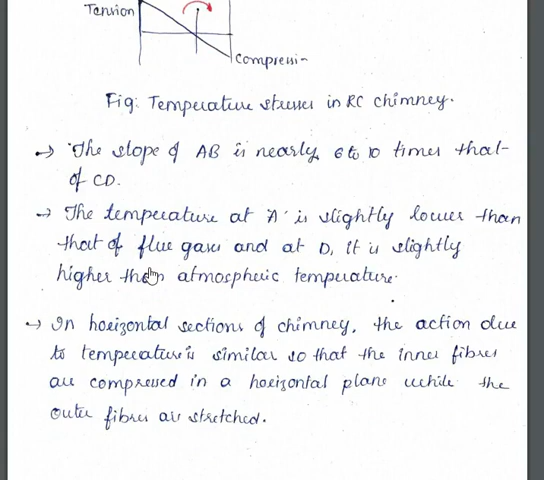 Tension
Compressi-
Fig: Temperature stresses in RC chimney.
→ The slope of AB is nearly 6 to 10 times that
of CD.
→ The temperature at 'A' is slightly lower than
that of flue gases and at D, it is slightly
higher than atmospheric temperature.
→ In horizontal sections of chimney, the action due
to temperature is similar so that the inner fibres
are compressed in a horizontal plane while the
outer fibres are stretched.